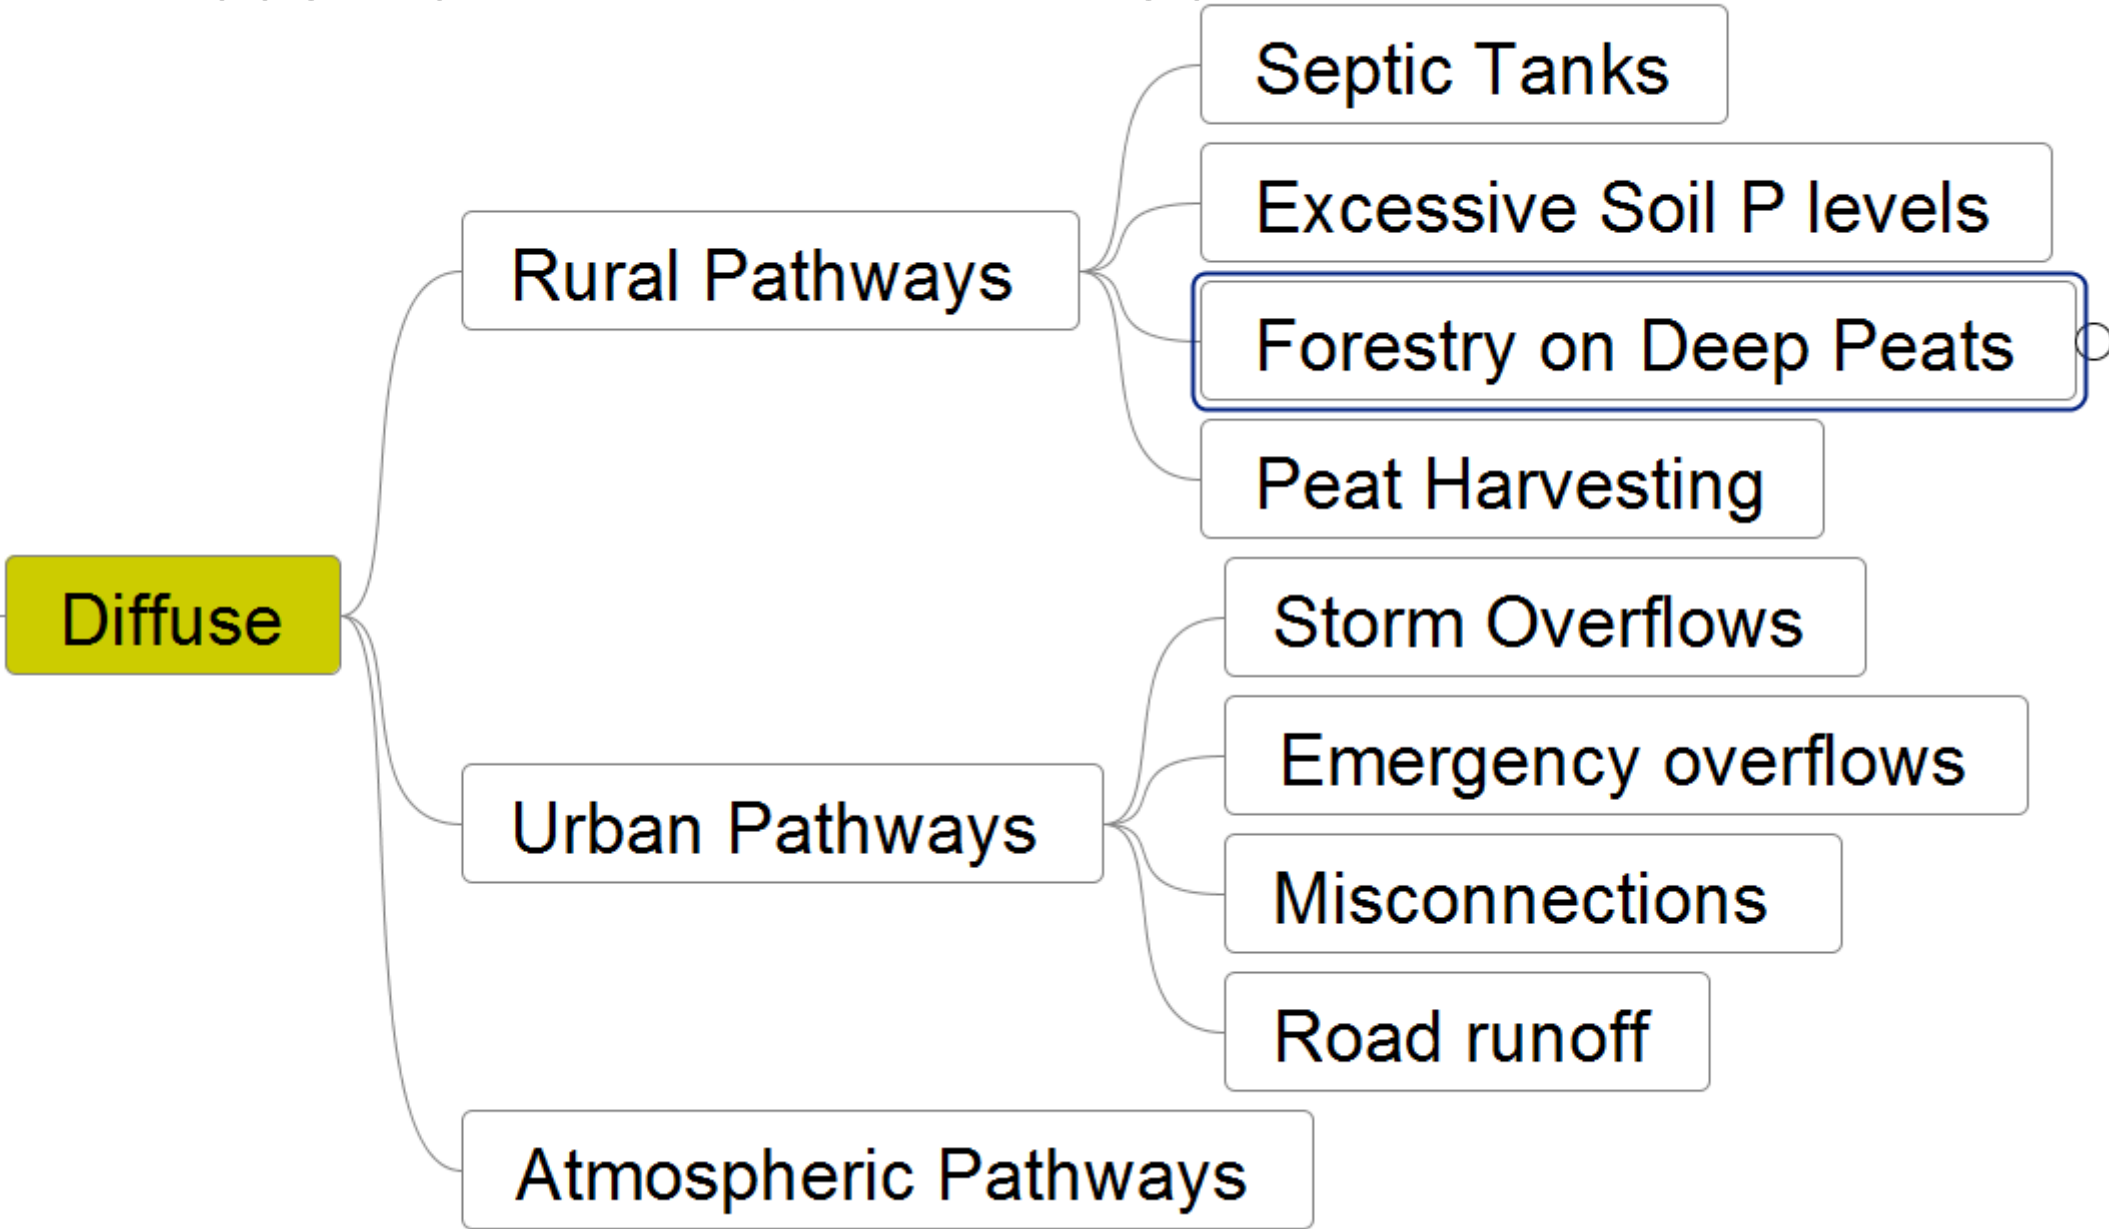 Diffuse
Rural Pathways
Septic Tanks
Excessive Soil P levels
Forestry on Deep Peats
Peat Harvesting
Urban Pathways
Storm Overflows
Emergency overflows
Misconnections
Road runoff
Atmospheric Pathways